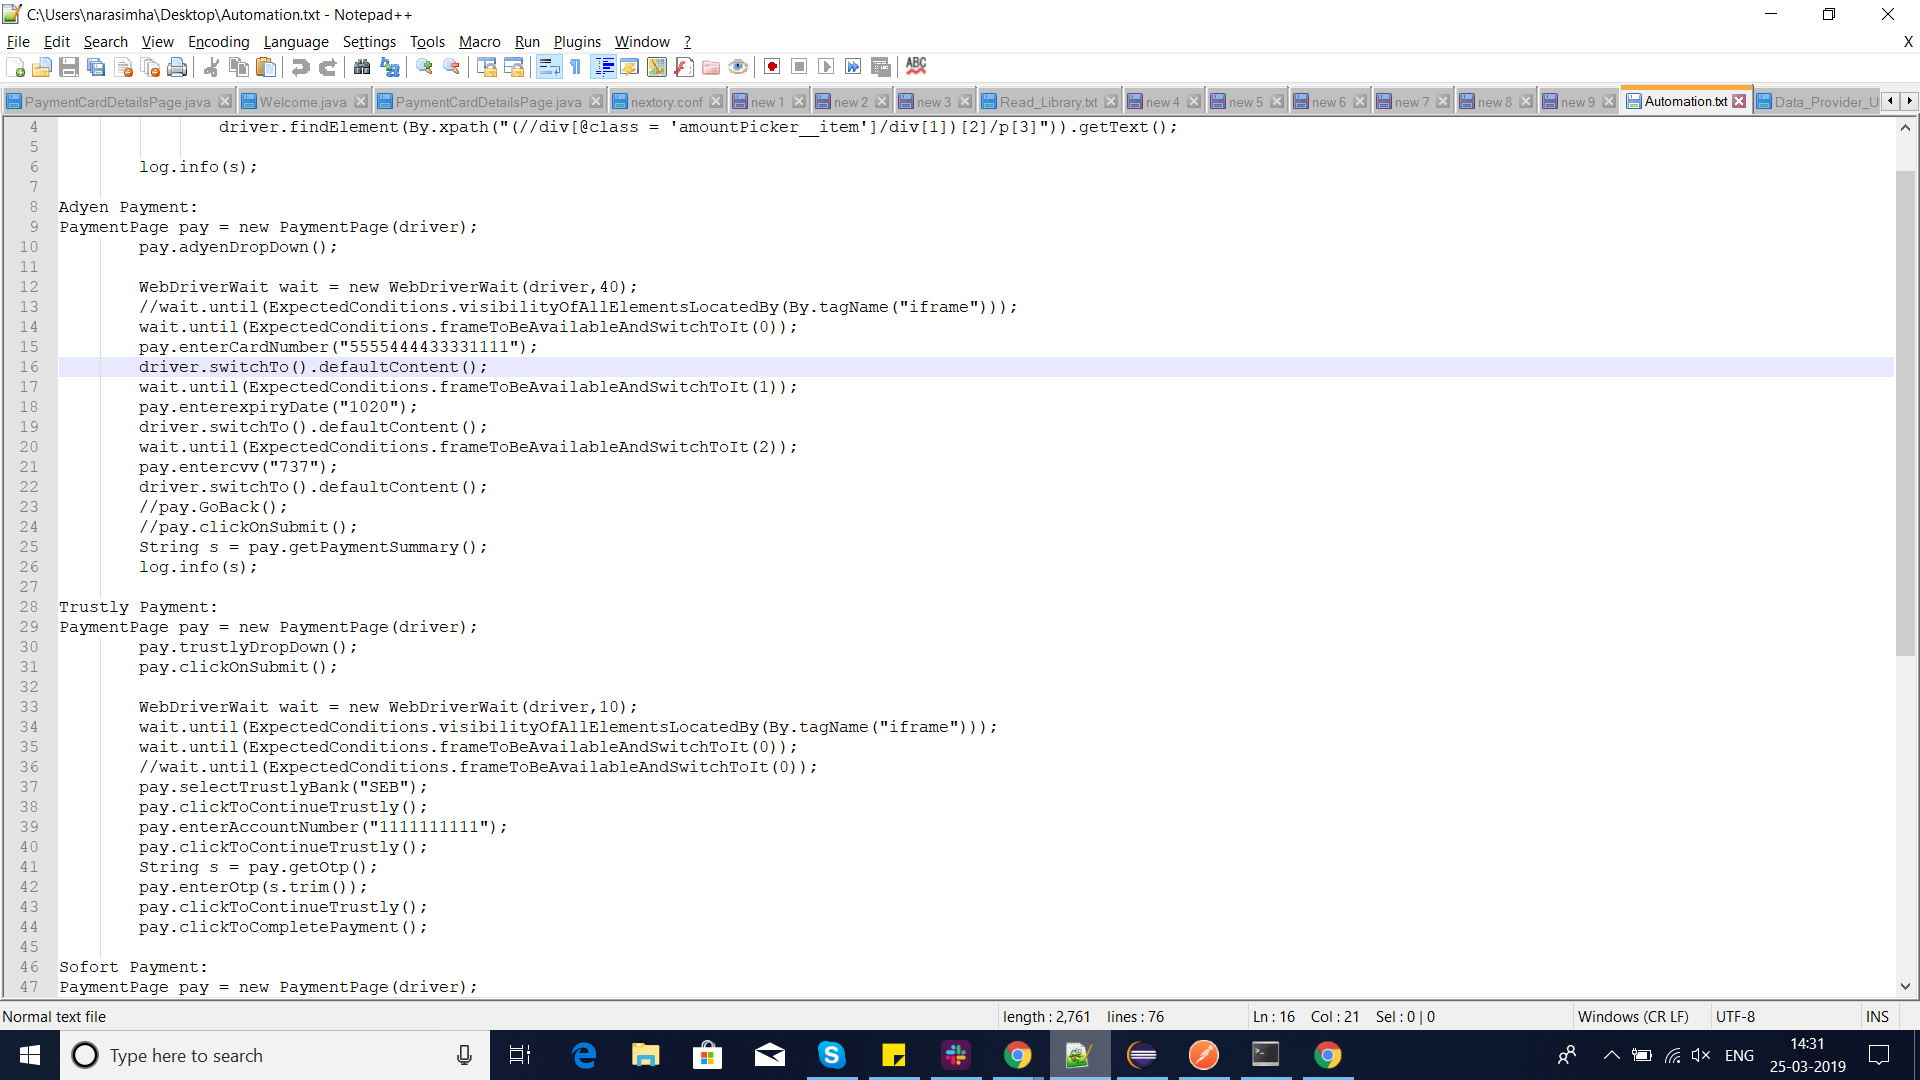 C:\Users\narasimha\Desktop\Automation.txt - Notepad++
File Edit Search View Encoding Language Settings Tools Macro Run Plugins Window ? X
ABC
PaymentCardDetailsPage.java Welcome.java PaymentCardDetailsPage.java nextory.conf new 1 new 2 new 3 Read_Library.txt new 4 new 5 new 6 new 7 new 8 new 9 Automation.txt Data_Provider_U
4 driver.findElement(By.xpath("(//div[@class = 'amountPicker__item']/div[1])[2]/p[3]")).getText();
5
6 log.info(s);
7
8 Adyen Payment:
9 PaymentPage pay = new PaymentPage(driver);
10 pay.adyenDropDown();
11
12 WebDriverWait wait = new WebDriverWait(driver,40);
13 //wait.until(ExpectedConditions.visibilityOfAllElementsLocatedBy(By.tagName("iframe")));
14 wait.until(ExpectedConditions.frameToBeAvailableAndSwitchToIt(0));
15 pay.enterCardNumber("5555444433331111");
16 driver.switchTo().defaultContent();
17 wait.until(ExpectedConditions.frameToBeAvailableAndSwitchToIt(1));
18 pay.enterexpiryDate("1020");
19 driver.switchTo().defaultContent();
20 wait.until(ExpectedConditions.frameToBeAvailableAndSwitchToIt(2));
21 pay.entercvv("737");
22 driver.switchTo().defaultContent();
23 //pay.GoBack();
24 //pay.clickOnSubmit();
25 String s = pay.getPaymentSummary();
26 log.info(s);
27
28 Trustly Payment:
29 PaymentPage pay = new PaymentPage(driver);
30 pay.trustlyDropDown();
31 pay.clickOnSubmit();
32
33 WebDriverWait wait = new WebDriverWait(driver,10);
34 wait.until(ExpectedConditions.visibilityOfAllElementsLocatedBy(By.tagName("iframe")));
35 wait.until(ExpectedConditions.frameToBeAvailableAndSwitchToIt(0));
36 //wait.until(ExpectedConditions.frameToBeAvailableAndSwitchToIt(0));
37 pay.selectTrustlyBank("SEB");
38 pay.clickToContinueTrustly();
39 pay.enterAccountNumber("1111111111");
40 pay.clickToContinueTrustly();
41 String s = pay.getOtp();
42 pay.enterOtp(s.trim());
43 pay.clickToContinueTrustly();
44 pay.clickToCompletePayment();
45
46 Sofort Payment:
47 PaymentPage pay = new PaymentPage(driver);
Normal text file length : 2,761 lines : 76 Ln : 16 Col : 21 Sel : 0 | 0 Windows (CR LF) UTF-8 INS
Type here to search ENG 14:31
25-03-2019